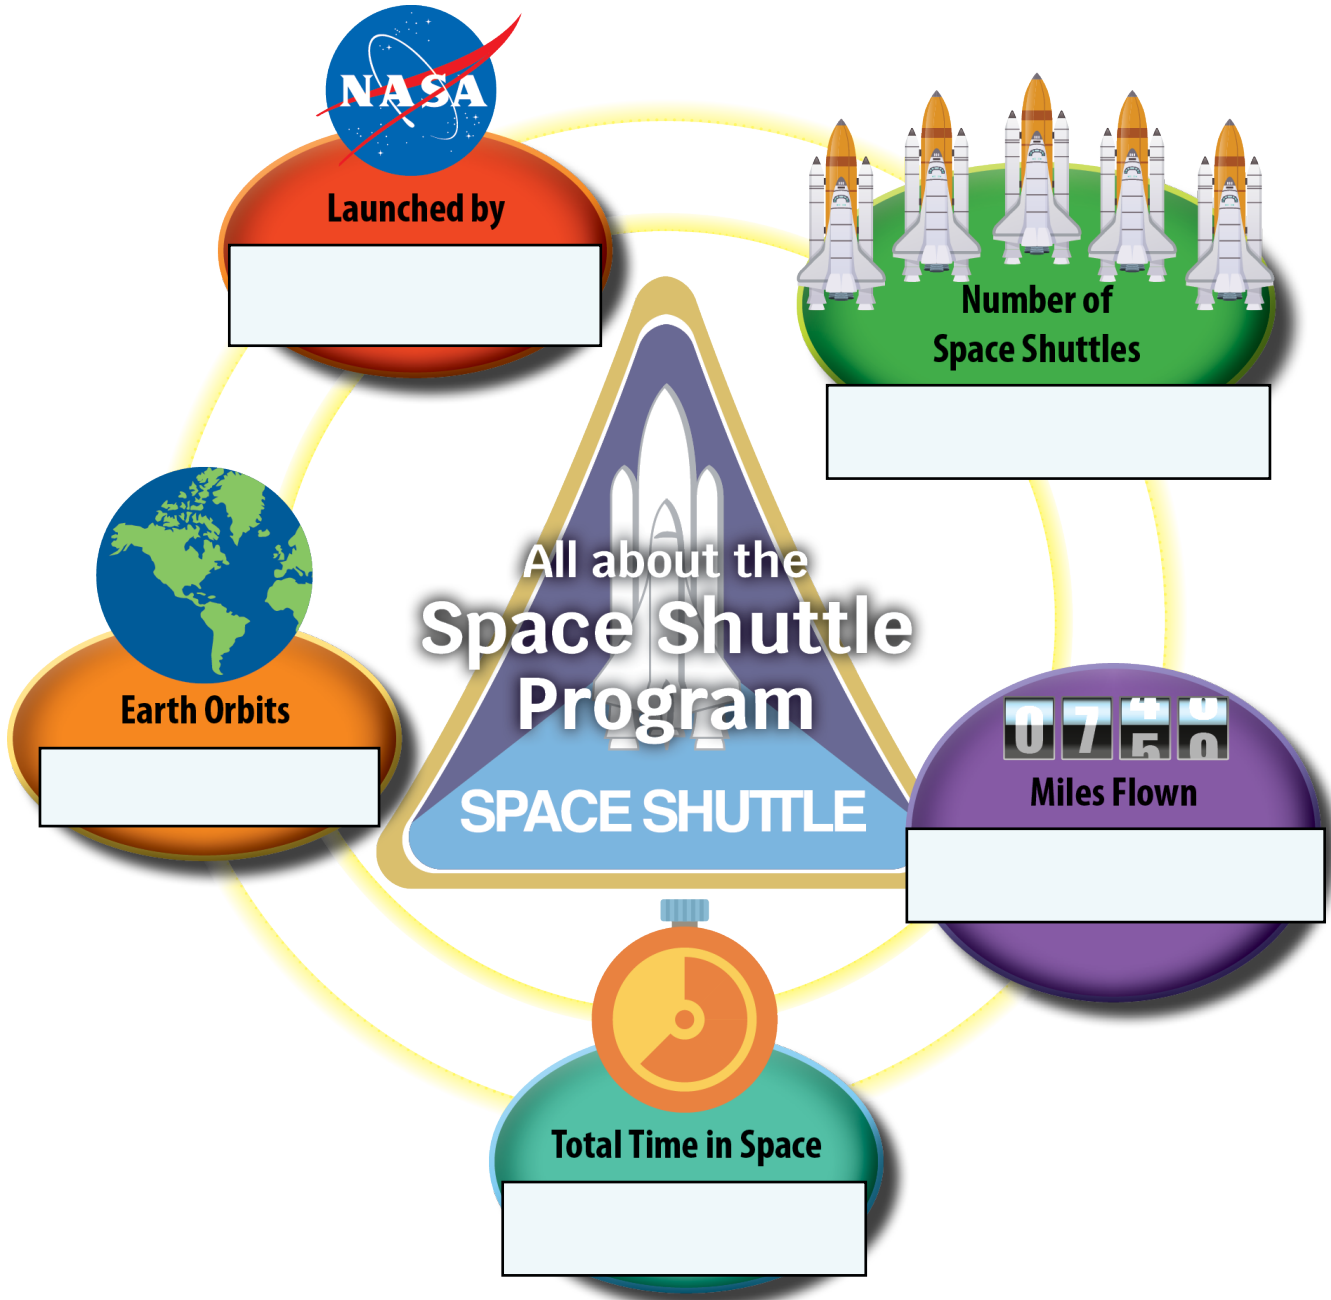 NASA
Launched by
Number of
Space Shuttles
All about the
Space Shuttle
Program
SPACE SHUTTLE
Earth Orbits
Miles Flown
Total Time in Space